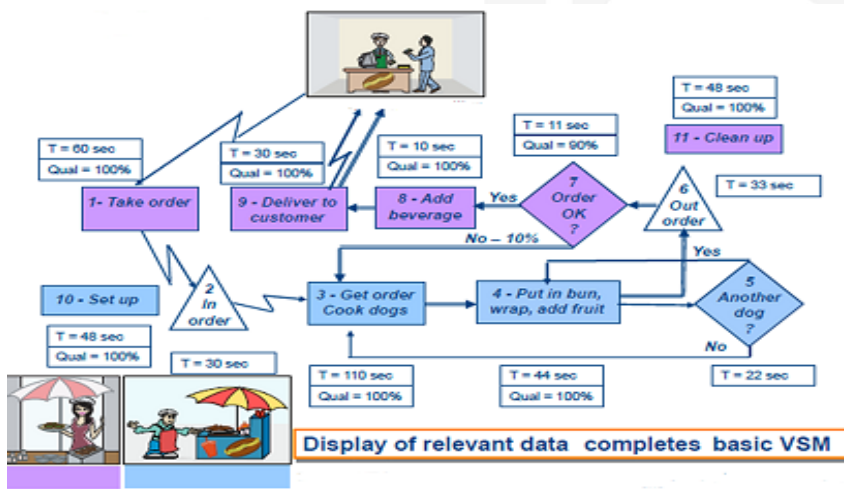 T = 48 sec
Qual = 100%
11 - Clean up
T = 60 sec
Qual = 100%
T = 30 sec
Qual = 100%
T = 10 sec
Qual = 100%
T = 11 sec
Qual = 90%
1- Take order
9 - Deliver to
customer
8 - Add
beverage
Yes
7
Order
OK
?
6
Out
order
T = 33 sec
No – 10%
Yes
10 - Set up
2
In
order
3 - Get order
Cook dogs
4 - Put in bun,
wrap, add fruit
5
Another
dog
?
No
T = 48 sec
Qual = 100%
T = 30 sec
T = 110 sec
Qual = 100%
T = 44 sec
Qual = 100%
T = 22 sec
Display of relevant data completes basic VSM